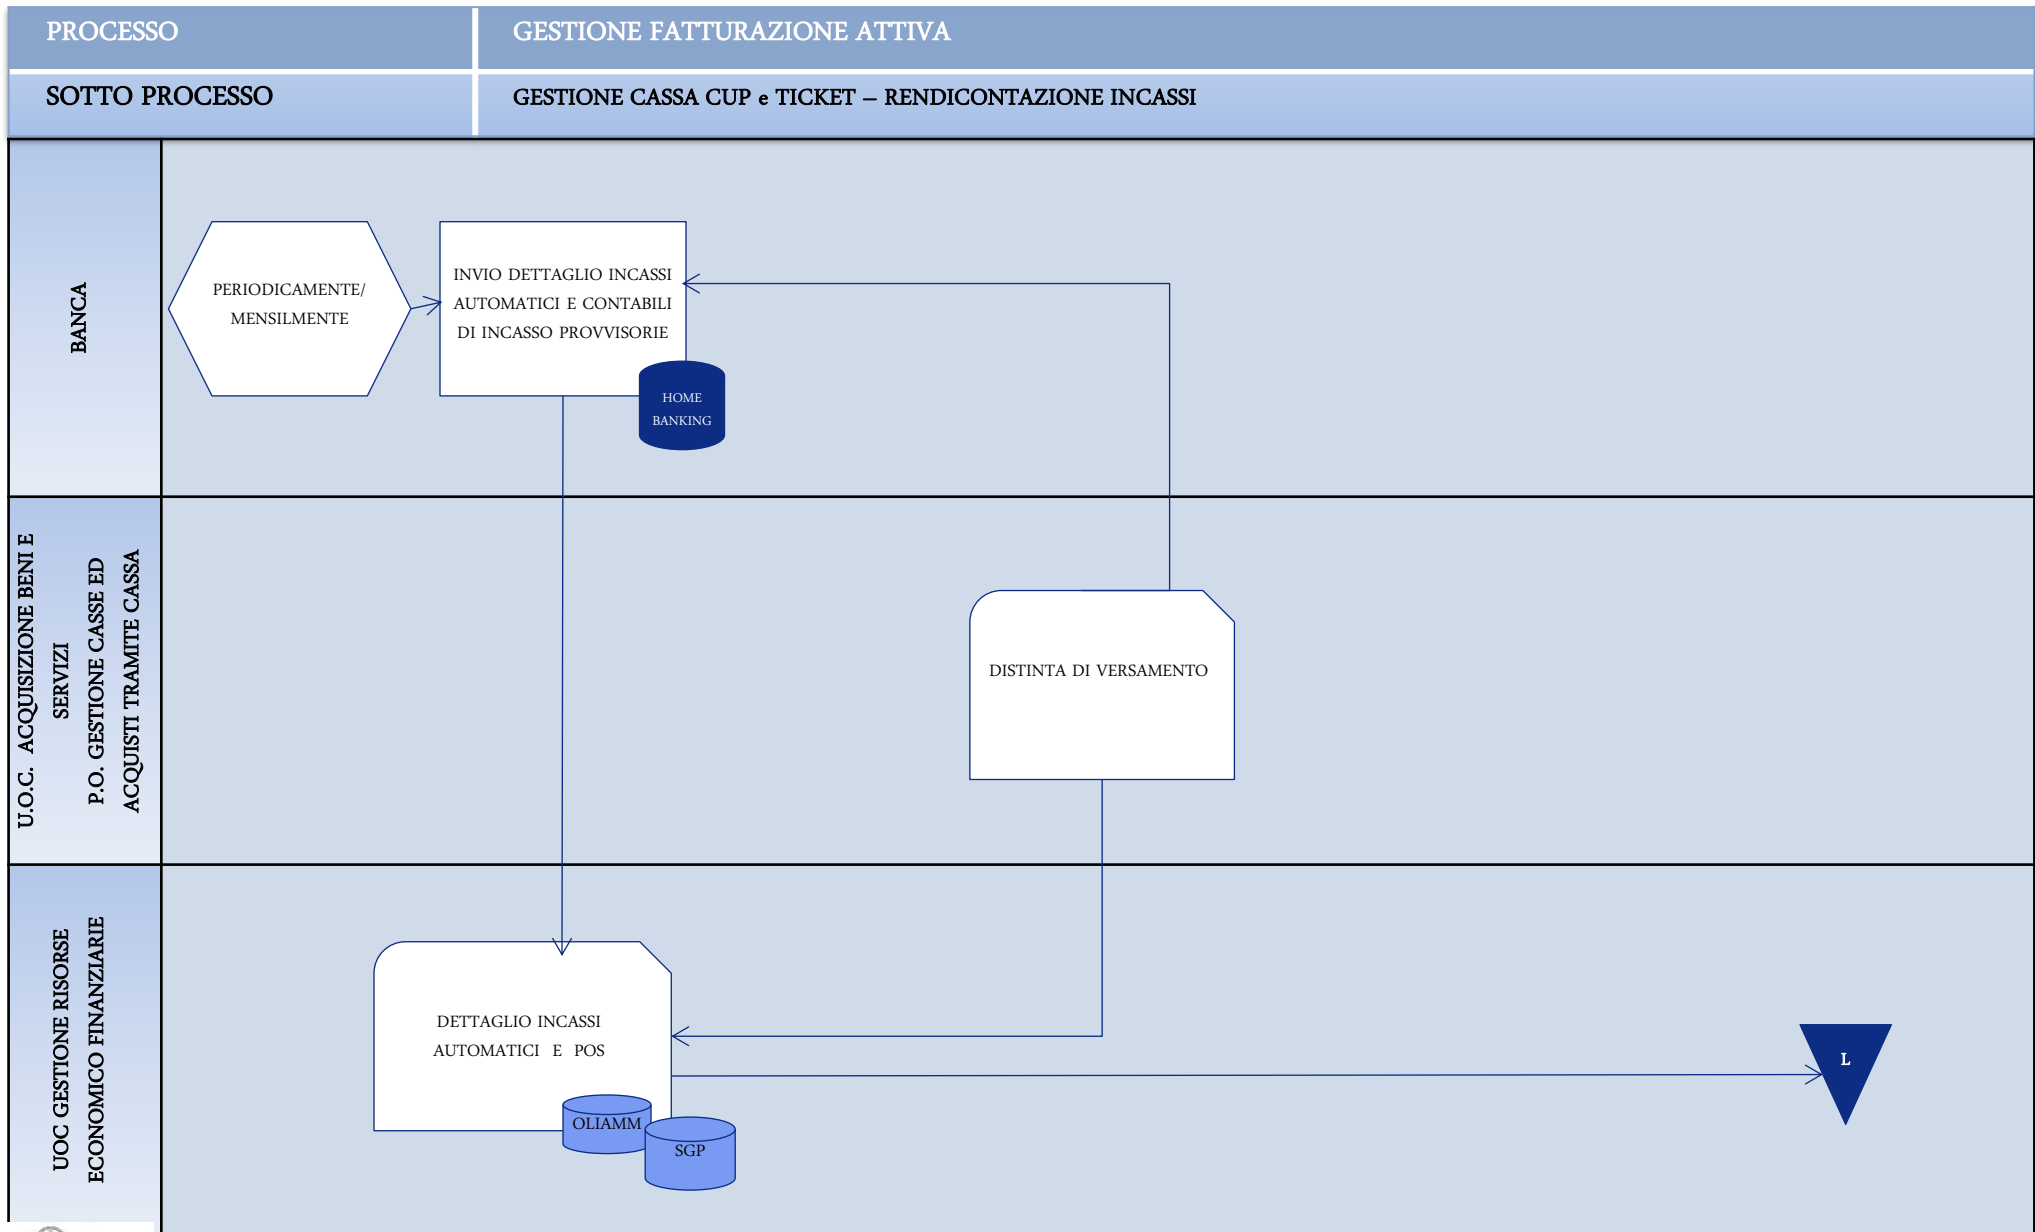 PROCESSO
GESTIONE FATTURAZIONE ATTIVA
SOTTO PROCESSO
GESTIONE CASSA CUP e TICKET – RENDICONTAZIONE INCASSI
BANCA
PERIODICAMENTE/
MENSILMENTE
INVIO DETTAGLIO INCASSI
AUTOMATICI E CONTABILI
DI INCASSO PROVVISORIE
HOME
BANKING
U.O.C. ACQUISIZIONE BENI E
SERVIZI
P.O. GESTIONE CASSE ED
ACQUISTI TRAMITE CASSA
DISTINTA DI VERSAMENTO
UOC GESTIONE RISORSE
ECONOMICO FINANZIARIE
DETTAGLIO INCASSI
AUTOMATICI E POS
OLIAMM
SGP
L